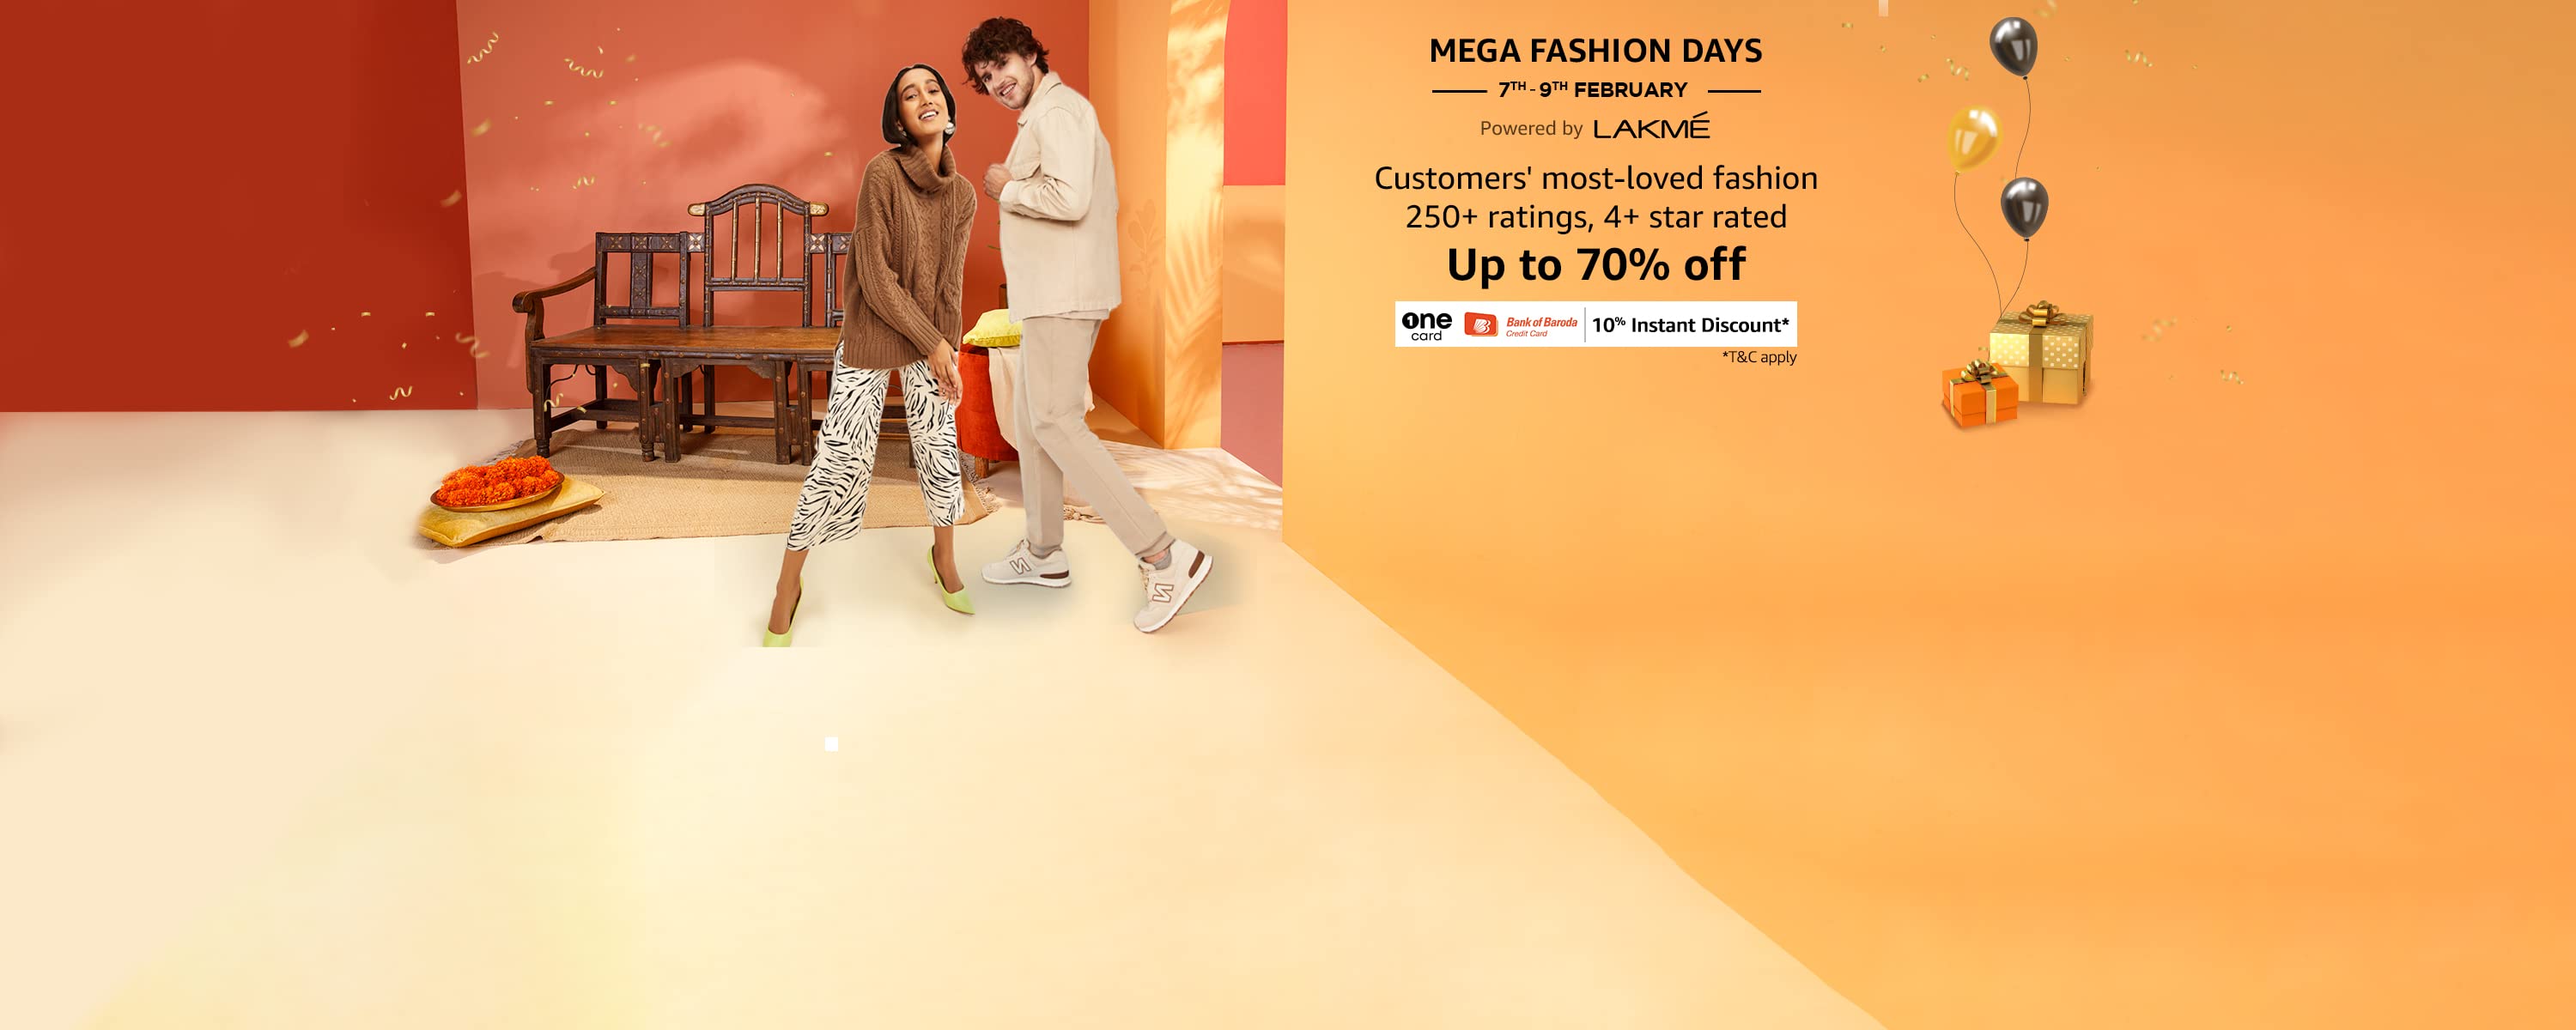 MEGA FASHION DAYS
7TH - 9TH FEBRUARY
Powered by LAKMÉ
Customers' most-loved fashion
250+ ratings, 4+ star rated
Up to 70% off
one card Bank of Baroda Credit Card 10% Instant Discount*
*T&C apply
N N